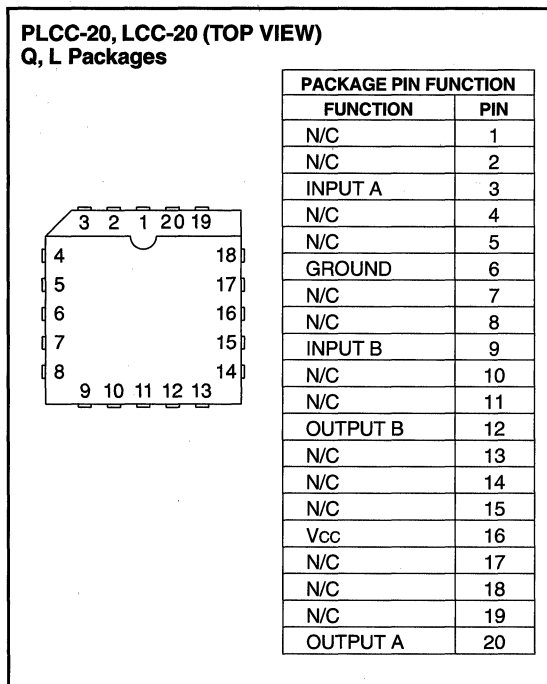 PLCC-20, LCC-20 (TOP VIEW)
Q, L Packages
PACKAGE PIN FUNCTION
FUNCTION PIN
N/C 1
N/C 2
INPUT A 3
N/C 4
N/C 5
GROUND 6
N/C 7
N/C 8
INPUT B 9
N/C 10
N/C 11
OUTPUT B 12
N/C 13
N/C 14
N/C 15
Vcc 16
N/C 17
N/C 18
N/C 19
OUTPUT A 20
3 2 1 20 19
4 18
5 17
6 16
7 15
8 14
9 10 11 12 13